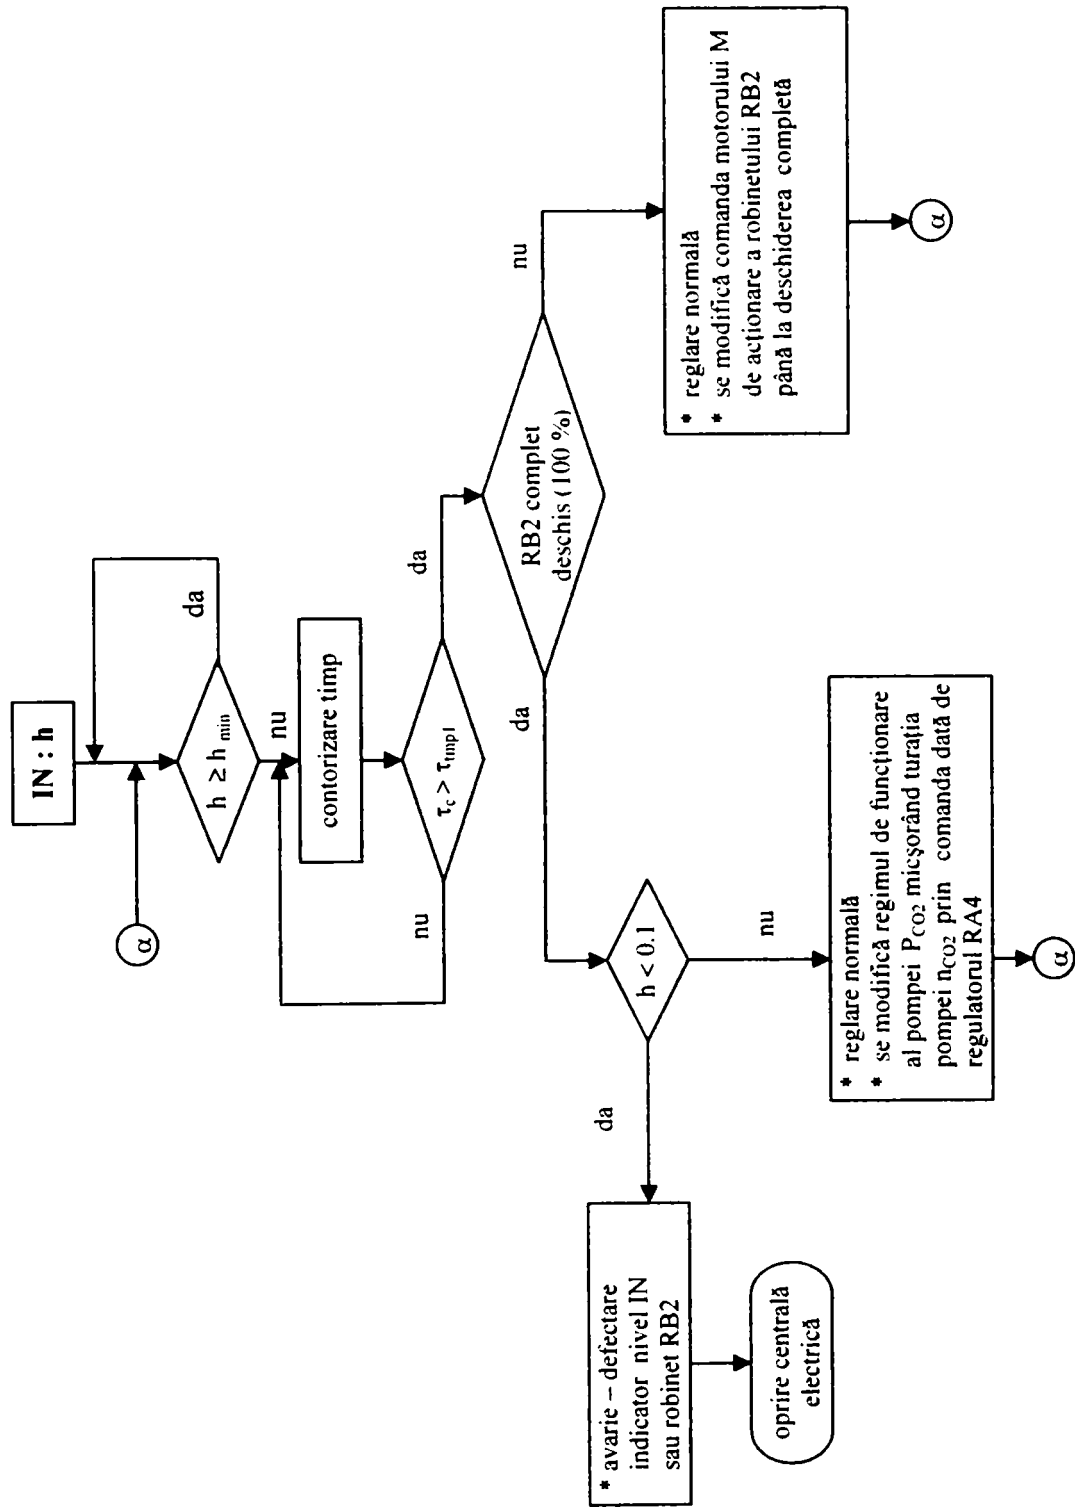 IN : h
α
h ≥ h min
da
nu
contorizare timp
τc > τtmp1
nu
da
RB2 complet
deschis (100 %)
da
nu
h < 0.1
da
nu
* avarie – defectare
indicator nivel IN
sau robinet RB2
oprire centrală
electrică
* reglare normală
* se modifică regimul de funcționare
al pompei PCO2 micșorând turația
pompei nCO2 prin comanda dată de
regulatorul RA4
α
* reglare normală
* se modifică comanda motorului M
de acționare a robinetului RB2
până la deschiderea completă
α